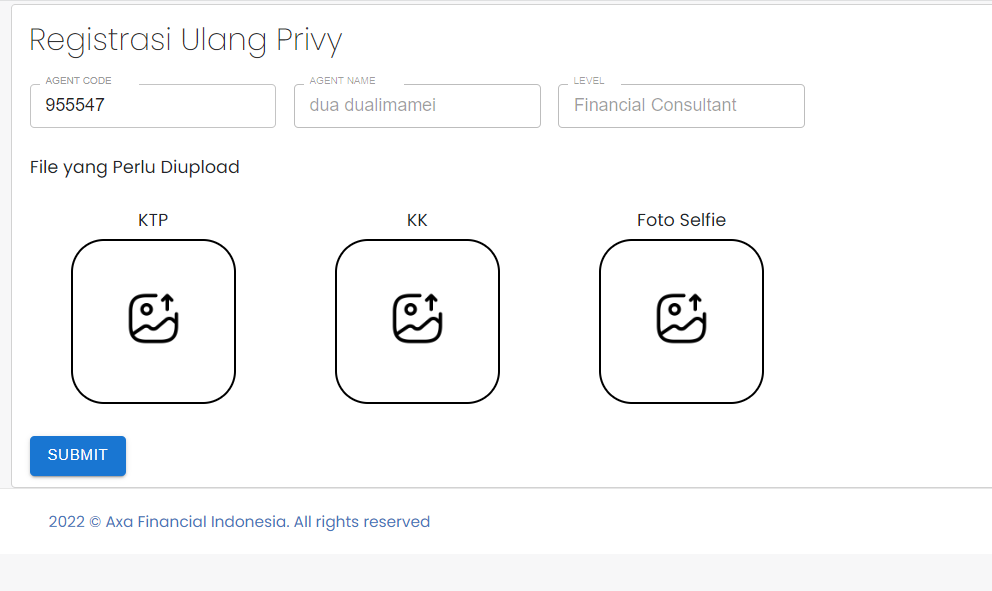 Registrasi Ulang Privy
AGENT CODE
955547
AGENT NAME
dua dualimamei
LEVEL
Financial Consultant
File yang Perlu Diupload
KTP
KK
Foto Selfie
SUBMIT
2022 © Axa Financial Indonesia. All rights reserved